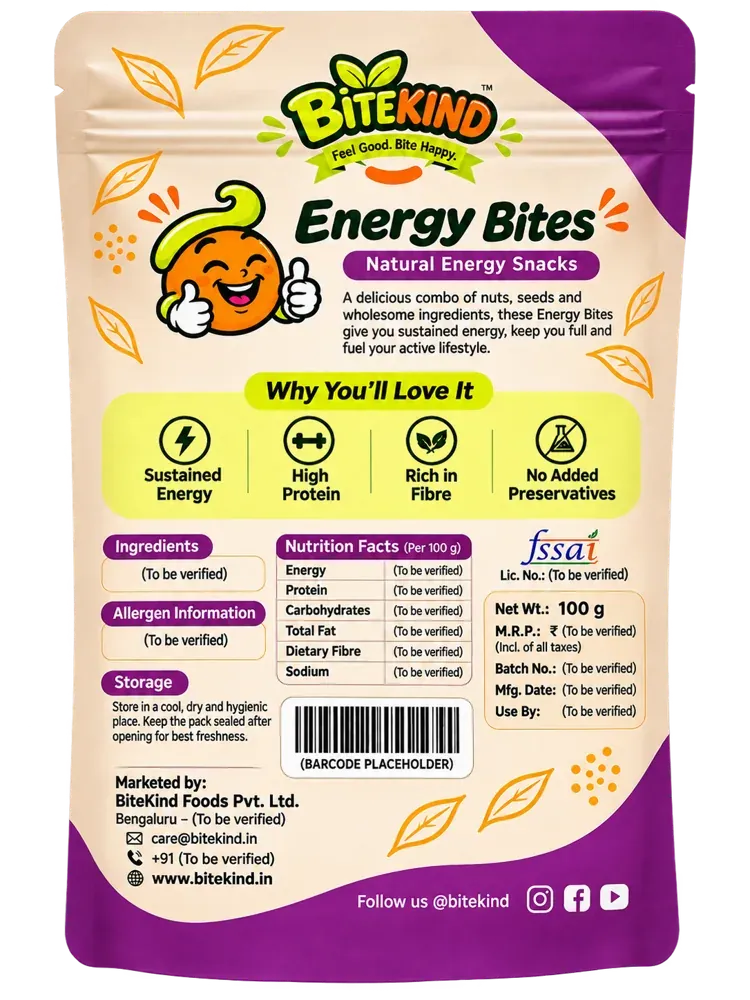 BiTEKIND™
Feel Good. Bite Happy.
Energy Bites
Natural Energy Snacks
A delicious combo of nuts, seeds and
wholesome ingredients, these Energy Bites
give you sustained energy, keep you full and
fuel your active lifestyle.
Why You'll Love It
Sustained
Energy
High
Protein
Rich in
Fibre
No Added
Preservatives
Ingredients
(To be verified)
Allergen Information
(To be verified)
Storage
Store in a cool, dry and hygienic
place. Keep the pack sealed after
opening for best freshness.
Nutrition Facts (Per 100 g)
Energy (To be verified)
Protein (To be verified)
Carbohydrates (To be verified)
Total Fat (To be verified)
Dietary Fibre (To be verified)
Sodium (To be verified)
(BARCODE PLACEHOLDER)
fssai
Lic. No.: (To be verified)
Net Wt.: 100 g
M.R.P.: ₹ (To be verified)
(Incl. of all taxes)
Batch No.: (To be verified)
Mfg. Date: (To be verified)
Use By: (To be verified)
Marketed by:
BiteKind Foods Pvt. Ltd.
Bengaluru – (To be verified)
care@bitekind.in
+91 (To be verified)
www.bitekind.in
Follow us @bitekind